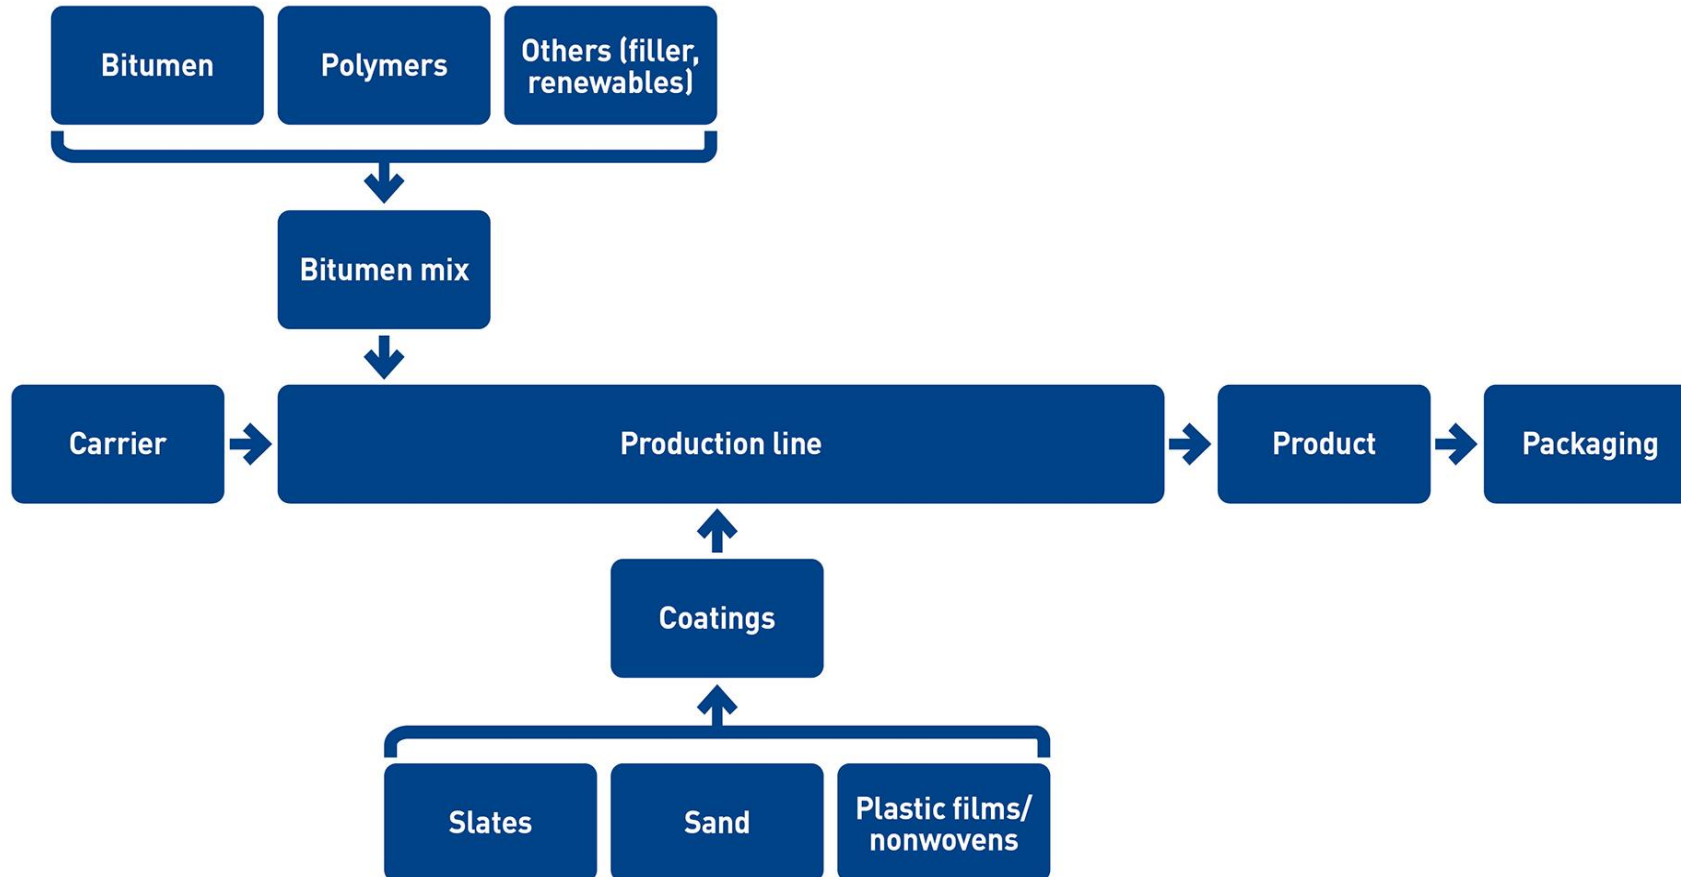 Bitumen
Polymers
Others (filler,
renewables)
Bitumen mix
Carrier
Production line
Product
Packaging
Coatings
Slates
Sand
Plastic films/
nonwovens